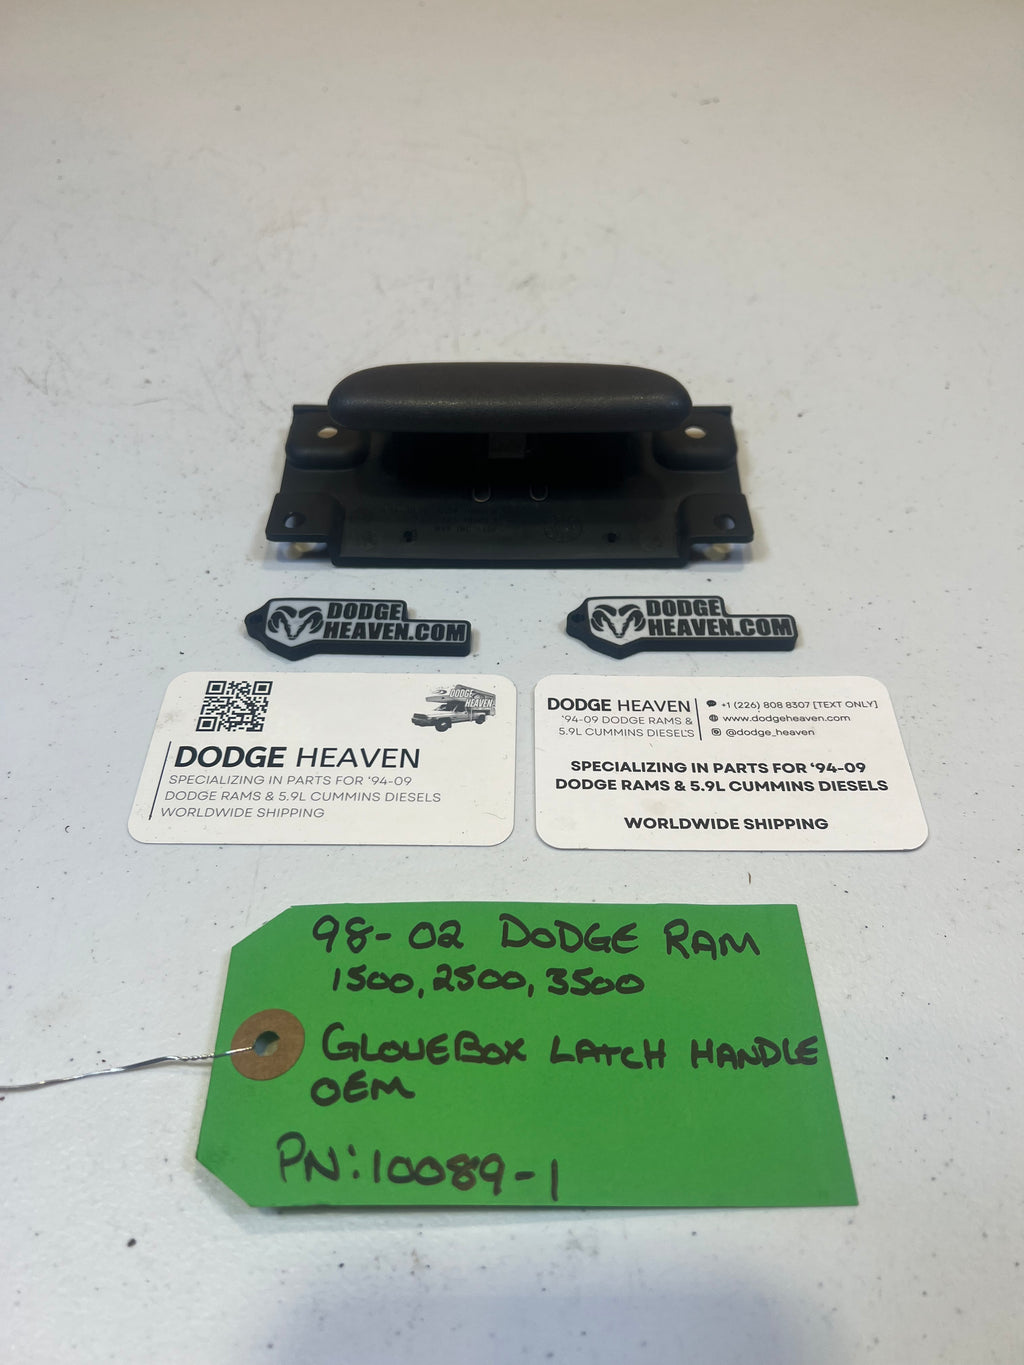 DODGE
HEAVEN.COM
DODGE
HEAVEN.COM
DODGE
HEAVEN
DODGE HEAVEN
SPECIALIZING IN PARTS FOR '94-09
DODGE RAMS & 5.9L CUMMINS DIESELS
WORLDWIDE SHIPPING
DODGE HEAVEN
'94-09 DODGE RAMS &
5.9L CUMMINS DIESELS
+1 (226) 808 8307 [TEXT ONLY]
www.dodgeheaven.com
@dodge_heaven
SPECIALIZING IN PARTS FOR '94-09
DODGE RAMS & 5.9L CUMMINS DIESELS
WORLDWIDE SHIPPING
98-02 DODGE RAM
1500, 2500, 3500
GLOVEBOX LATCH HANDLE
OEM
PN: 10089-1